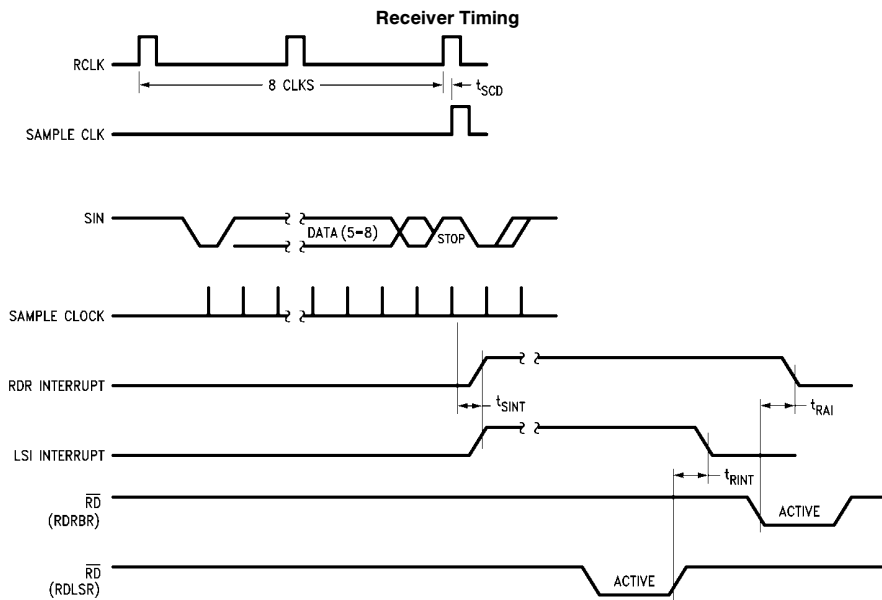 Receiver Timing
RCLK
8 CLKS
tSCD
SAMPLE CLK
SIN
DATA (5-8)
STOP
SAMPLE CLOCK
RDR INTERRUPT
tSINT
tRAI
LSI INTERRUPT
tRINT
RD
(RDRBR)
ACTIVE
RD
(RDLSR)
ACTIVE